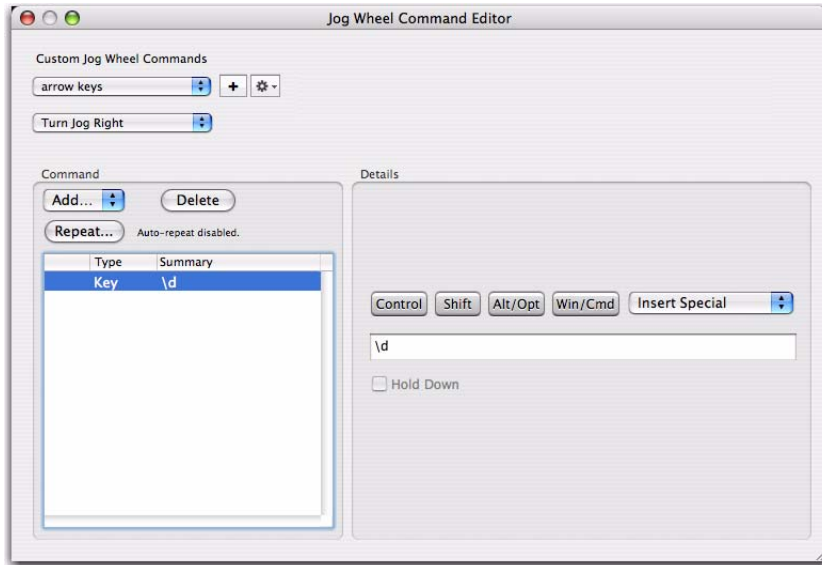 Jog Wheel Command Editor
Custom Jog Wheel Commands
arrow keys
+
Turn Jog Right
Command
Details
Add...
Delete
Repeat...
Auto-repeat disabled.
Type Summary
Key \d
Control Shift Alt/Opt Win/Cmd Insert Special
\d
Hold Down